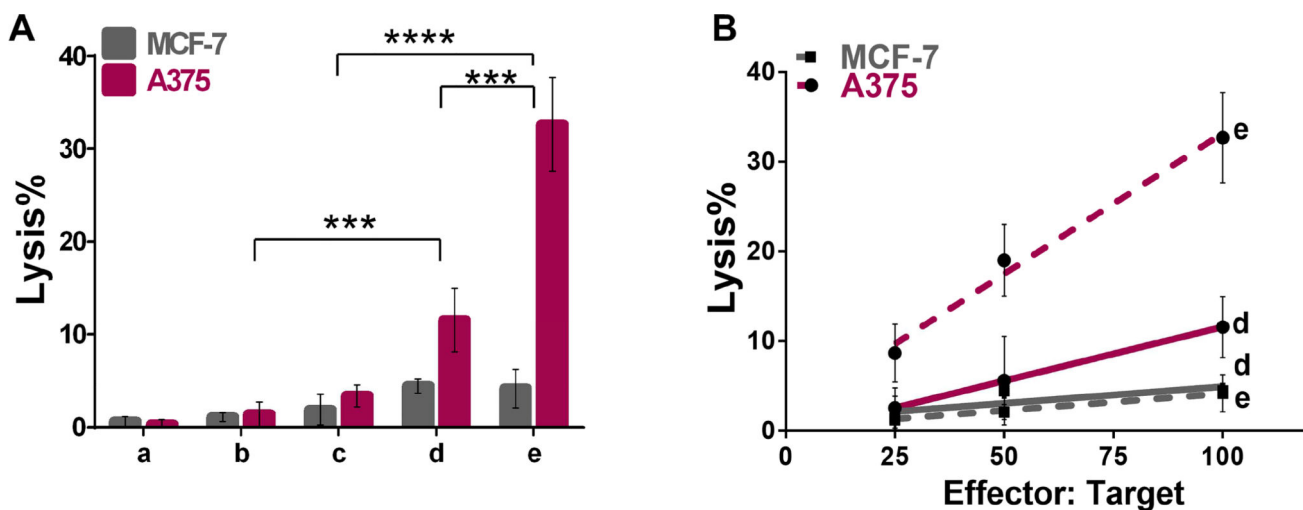 A
MCF-7
A375
****
***
***
40
30
20
10
0
Lysis%
a b c d e
B
MCF-7
A375
40
30
20
10
0
Lysis%
e
d
d
e
0 25 50 75 100
Effector: Target